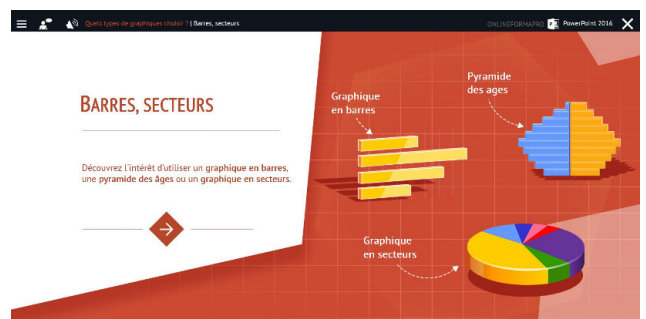 Quels types de graphiques choisir ? | Barres, secteurs
ONLINEFORMAPRO PowerPoint 2016
BARRES, SECTEURS
Découvrez l'intérêt d'utiliser un graphique en barres,
une pyramide des âges ou un graphique en secteurs.
Graphique
en barres
Pyramide
des ages
Graphique
en secteurs